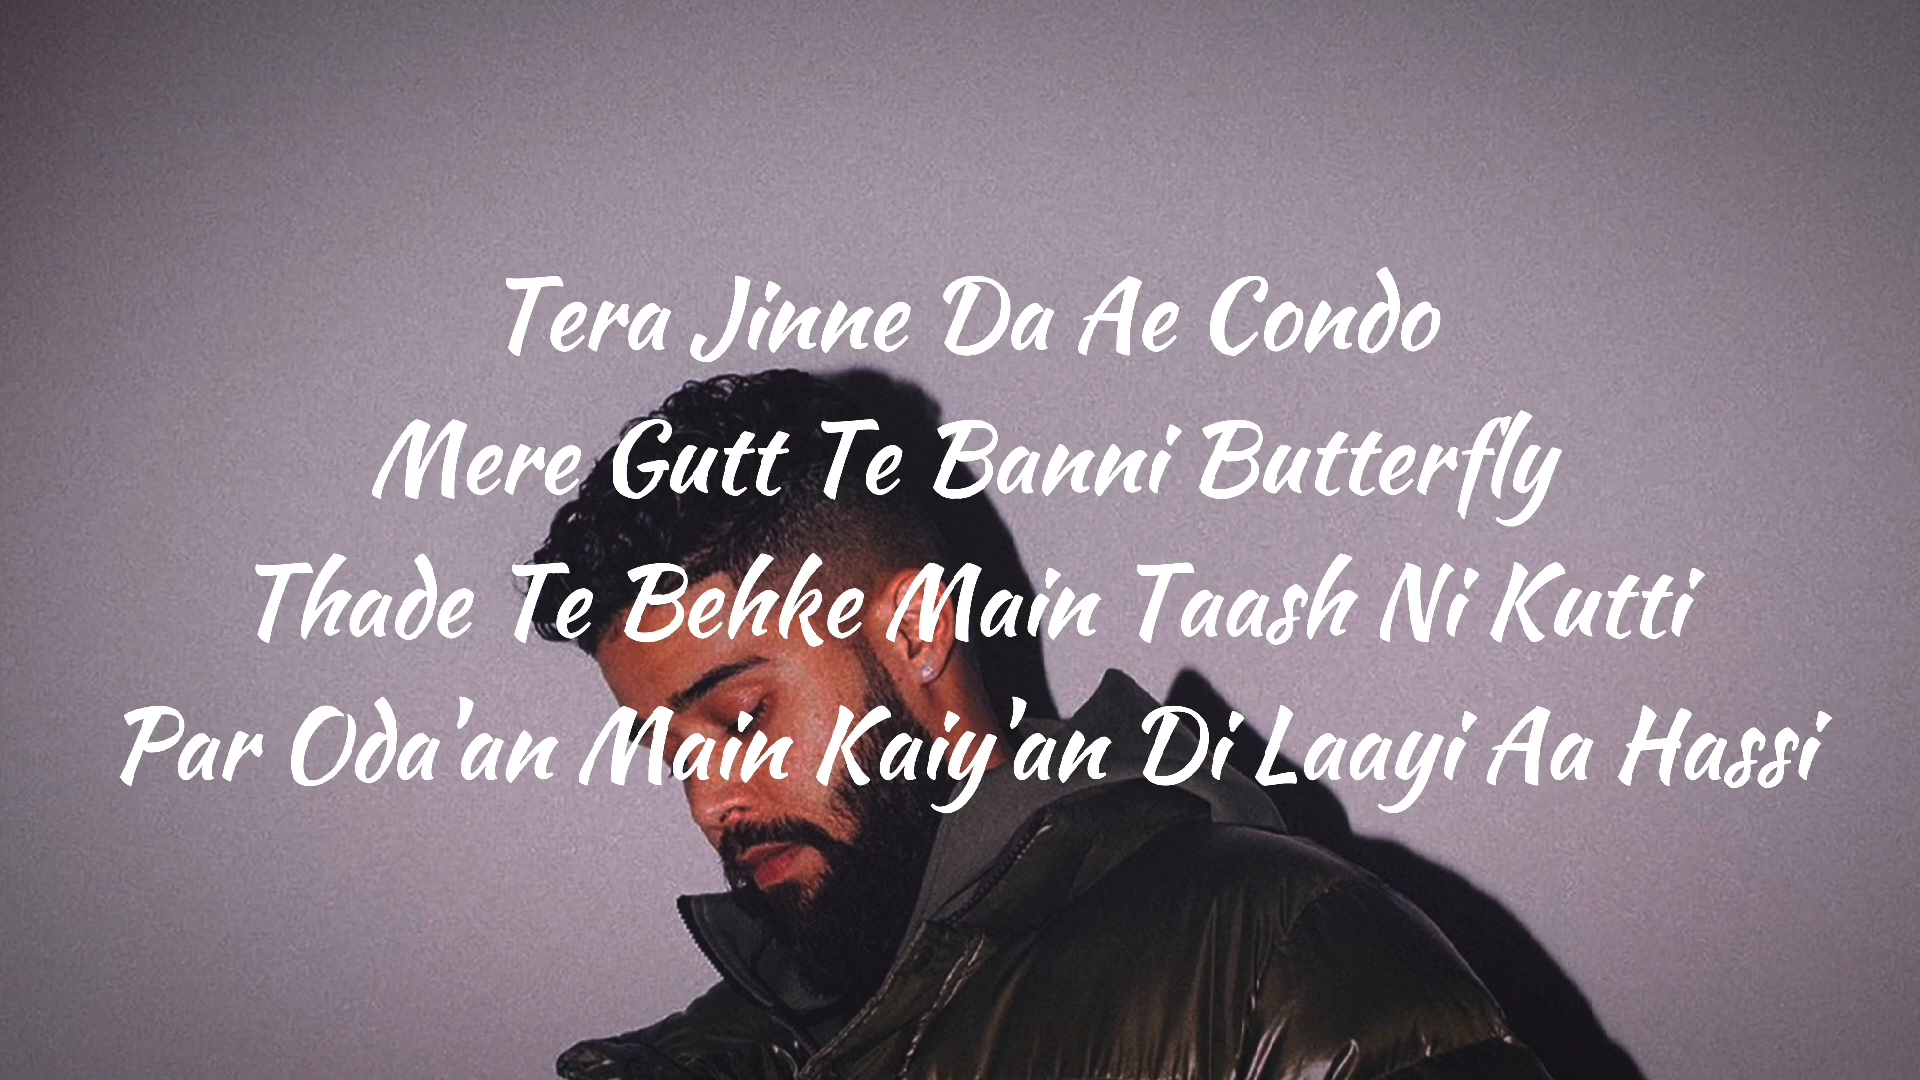 Tera Jinne Da Ae Condo
Mere Gutt Te Banni Butterfly
Thade Te Behke Main Taash Ni Kutti
Par Oda'an Main Kaiy'an Di Laayi Aa Hassi